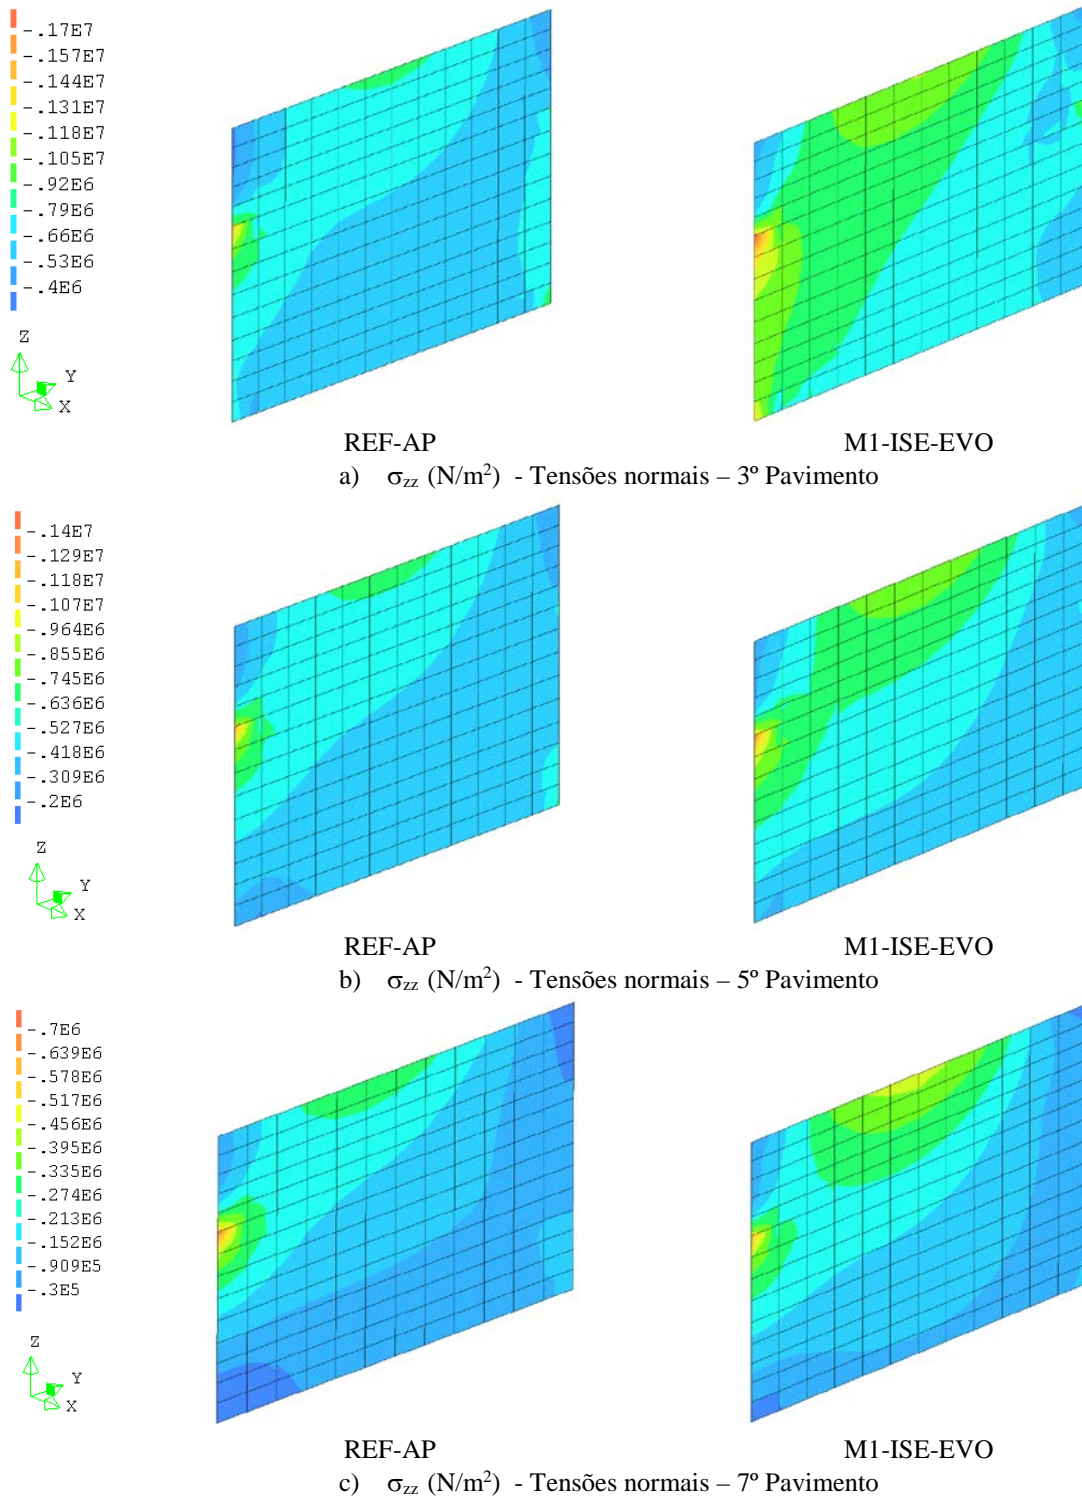 -.17E7
-.157E7
-.144E7
-.131E7
-.118E7
-.105E7
-.92E6
-.79E6
-.66E6
-.53E6
-.4E6
Z
Y
X
REF-AP M1-ISE-EVO
a) σzz (N/m²) - Tensões normais – 3º Pavimento
-.14E7
-.129E7
-.118E7
-.107E7
-.964E6
-.855E6
-.745E6
-.636E6
-.527E6
-.418E6
-.309E6
-.2E6
Z
Y
X
REF-AP M1-ISE-EVO
b) σzz (N/m²) - Tensões normais – 5º Pavimento
-.7E6
-.639E6
-.578E6
-.517E6
-.456E6
-.395E6
-.335E6
-.274E6
-.213E6
-.152E6
-.909E5
-.3E5
Z
Y
X
REF-AP M1-ISE-EVO
c) σzz (N/m²) - Tensões normais – 7º Pavimento